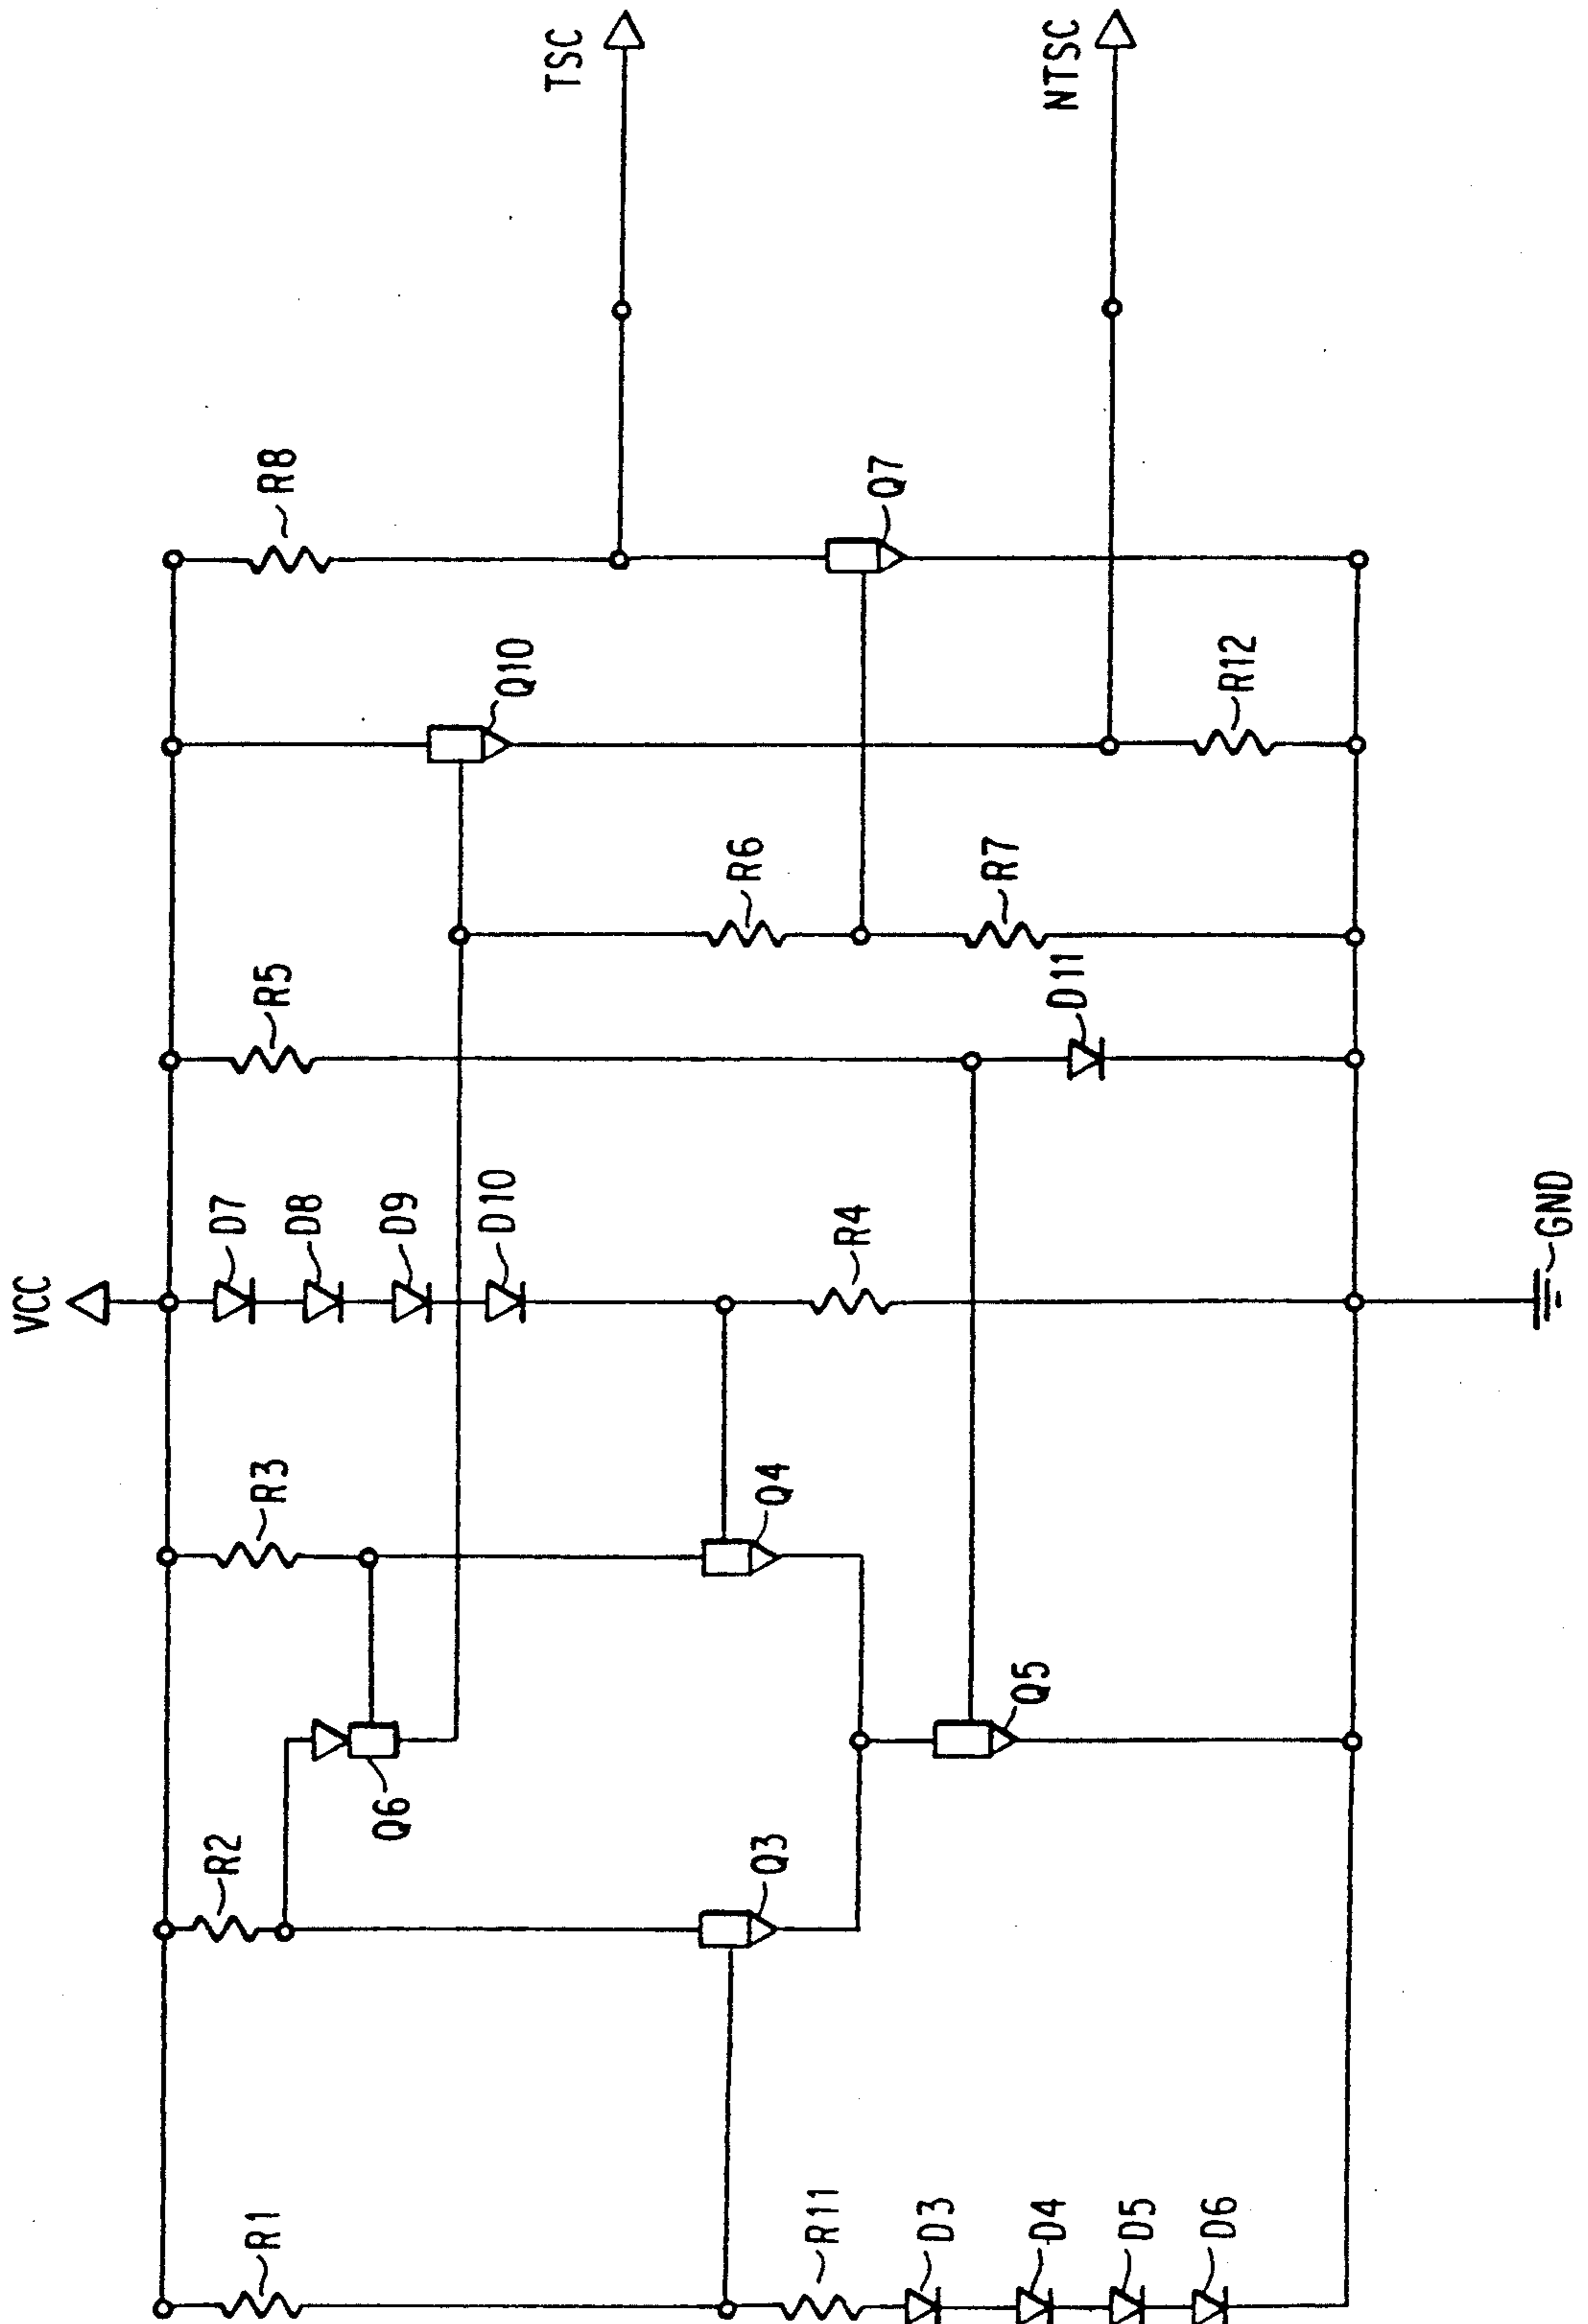 VCC
TSC
NTSC
R8
Q7
Q10
R12
R6
R7
R5
D11
D7
D8
D9
D10
R4
GND
R3
Q4
Q6
Q5
R2
Q3
R1
R11
D3
D4
D5
D6